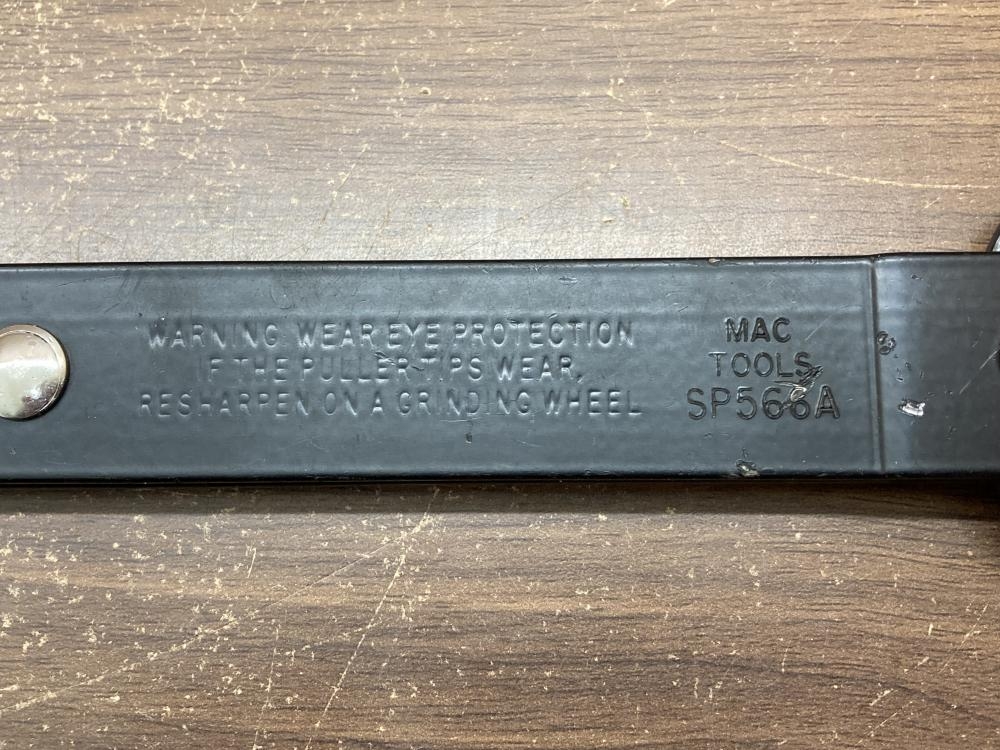 WARNING: WEAR EYE PROTECTION
IF THE PULLER TIPS WEAR,
RESHARPEN ON A GRINDING WHEEL
MAC
TOOLS
SP566A